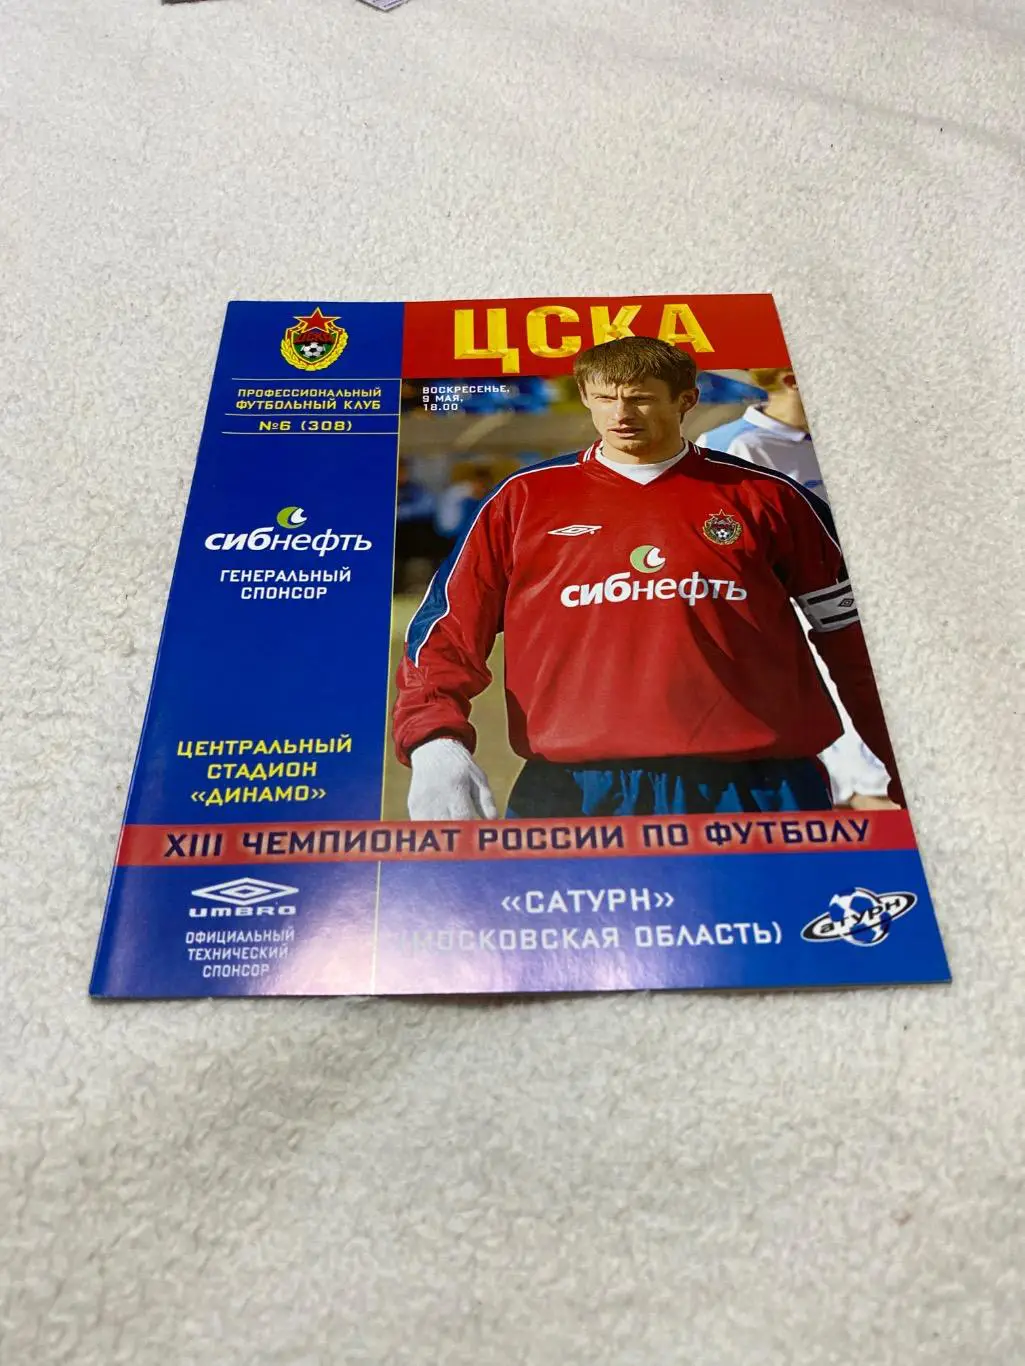 ЦСКА
ЦСКА
ПРОФЕССИОНАЛЬНЫЙ
ФУТБОЛЬНЫЙ КЛУБ
№6 (308)
ВОСКРЕСЕНЬЕ,
9 МАЯ,
18.00
сибнефть
ГЕНЕРАЛЬНЫЙ
СПОНСОР
сибнефть
ЦЕНТРАЛЬНЫЙ
СТАДИОН
«ДИНАМО»
XIII ЧЕМПИОНАТ РОССИИ ПО ФУТБОЛУ
umbro
ОФИЦИАЛЬНЫЙ
ТЕХНИЧЕСКИЙ
СПОНСОР
«САТУРН»
(МОСКОВСКАЯ ОБЛАСТЬ)
Сатурн